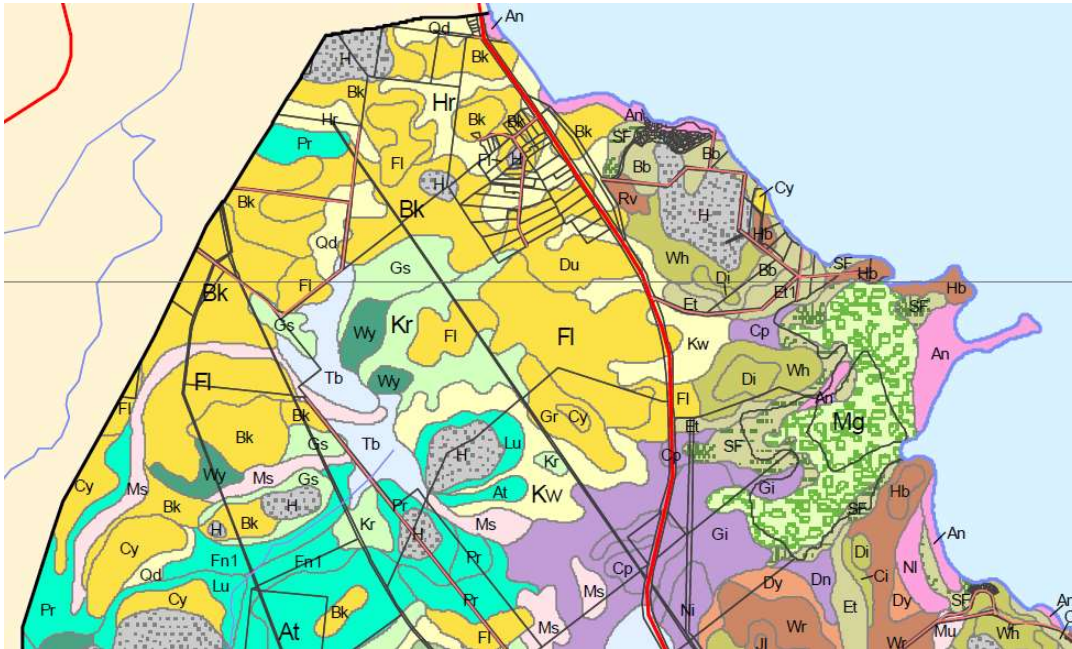 Qd
An
H
Bk
Bk
Hr
Hr
Bk
Bk
Bk
An
SF
Pr
Fl
Fl
H
H
Bb
Bb
Cy
Bk
Bk
Rv
H
Hb
Qd
Gs
Du
Wh
Di
Bb
SF
Hb
Bk
Fl
Et
Et1
Hb
Gs
Wy
Kr
Fl
Fl
Kw
Cp
SF
Tb
An
Fl
Fl
Wy
Di
Wh
Fl
An
Bk
Bk
Gr
Cy
Et
Mg
Gs
Tb
Lu
SF
Wy
H
Kr
Cp
Cy
Ms
Ms
Gs
At
Kw
Gi
Hb
Bk
H
Bk
H
Pr
Kr
H
Ms
SF
Gi
An
Cy
Qd
Fn1
Fn1
Pr
Di
Lu
Cp
Dy
Dn
Ci
Nl
Pr
Cy
Pr
Ms
Et
Dy
SF
An
At
Bk
Fl
Ms
Ni
Wr
Jl
Wr
Mu
Wh
C